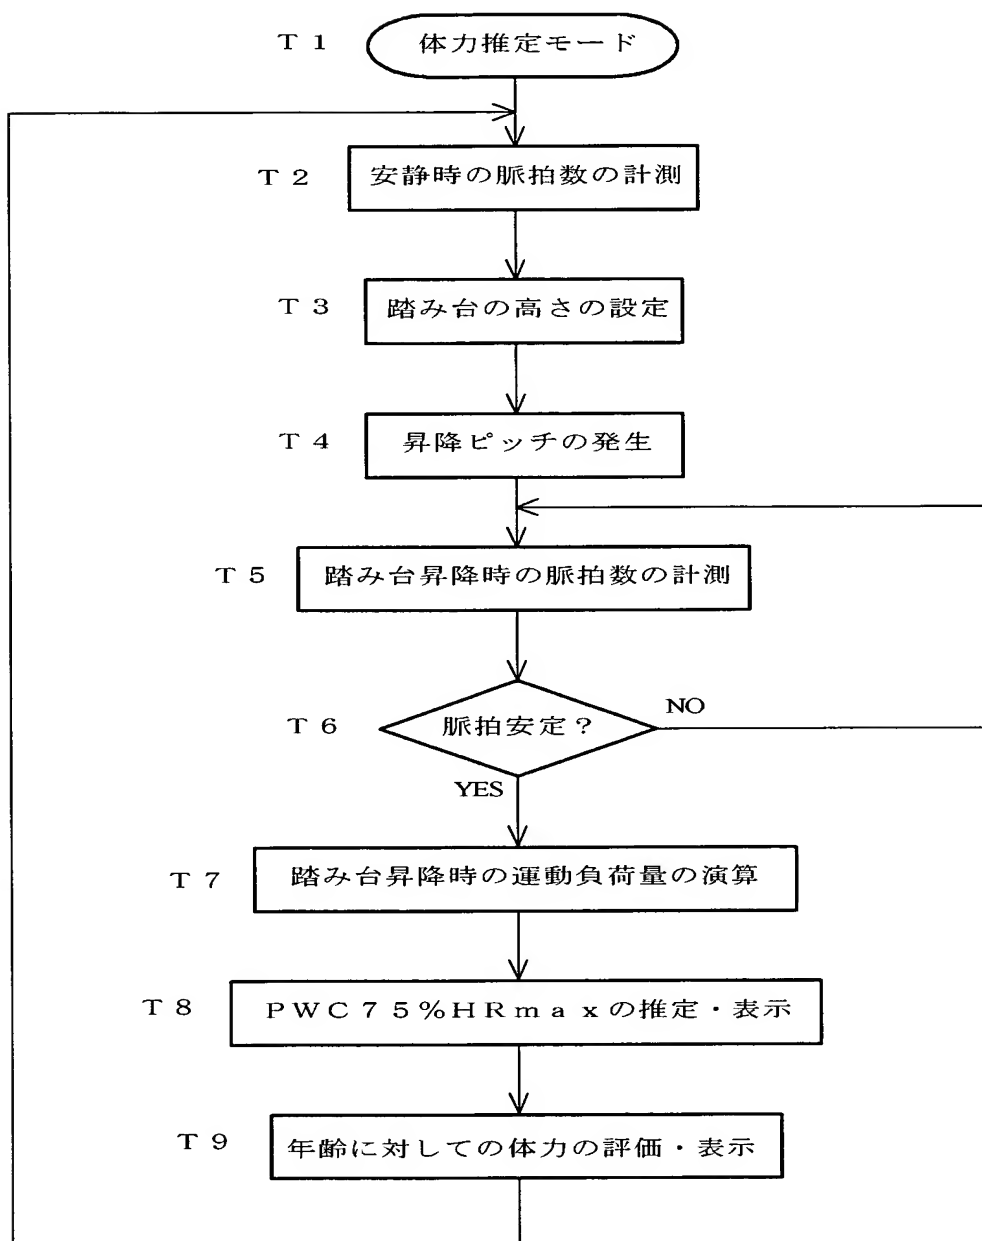 T1 体力推定モード
T2 安静時の脈拍数の計測
T3 踏み台の高さの設定
T4 昇降ピッチの発生
T5 踏み台昇降時の脈拍数の計測
T6 脈拍安定?
NO
YES
T7 踏み台昇降時の運動負荷量の演算
T8 PWC75%HRmaxの推定・表示
T9 年齢に対しての体力の評価・表示